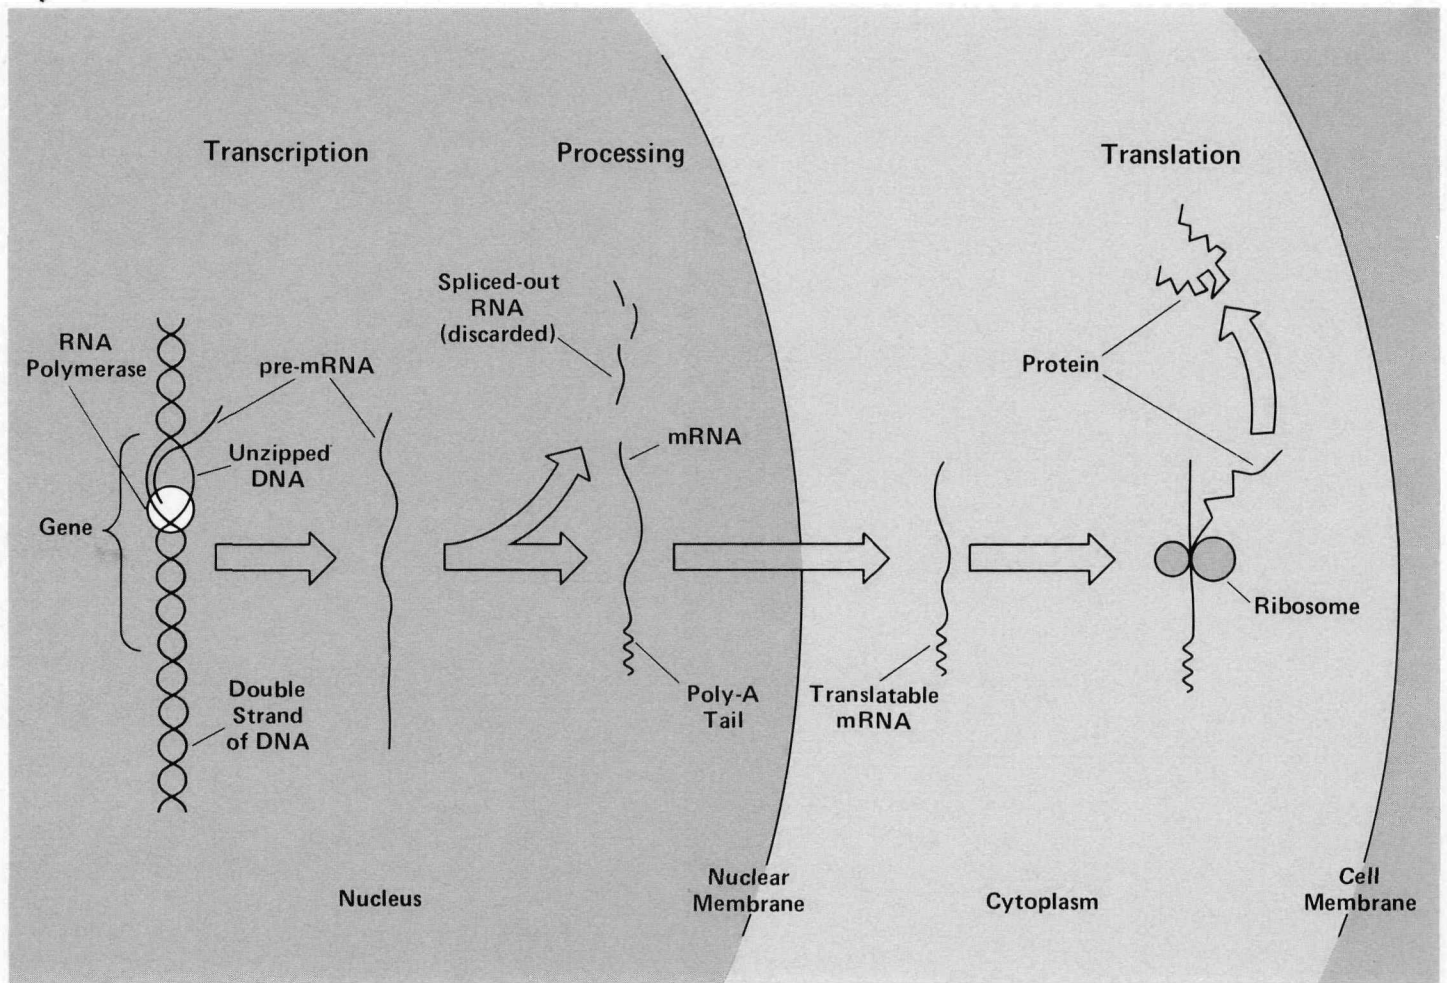 Transcription
Processing
Translation
Spliced-out
RNA
(discarded)
RNA
Polymerase
pre-mRNA
Protein
mRNA
Unzipped
DNA
Gene
Ribosome
Double
Strand
of DNA
Poly-A
Tail
Translatable
mRNA
Nucleus
Nuclear
Membrane
Cytoplasm
Cell
Membrane